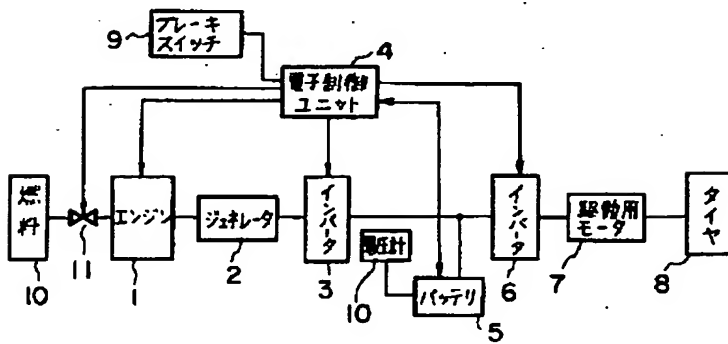 ブレーキ
スイッチ
9
4
電子制御
ユニット
燃料
エンジン
ジェネレータ
インバータ
電圧計
バッテリ
インバータ
駆動用
モータ
タイヤ
10
11
1
2
3
10
5
6
7
8